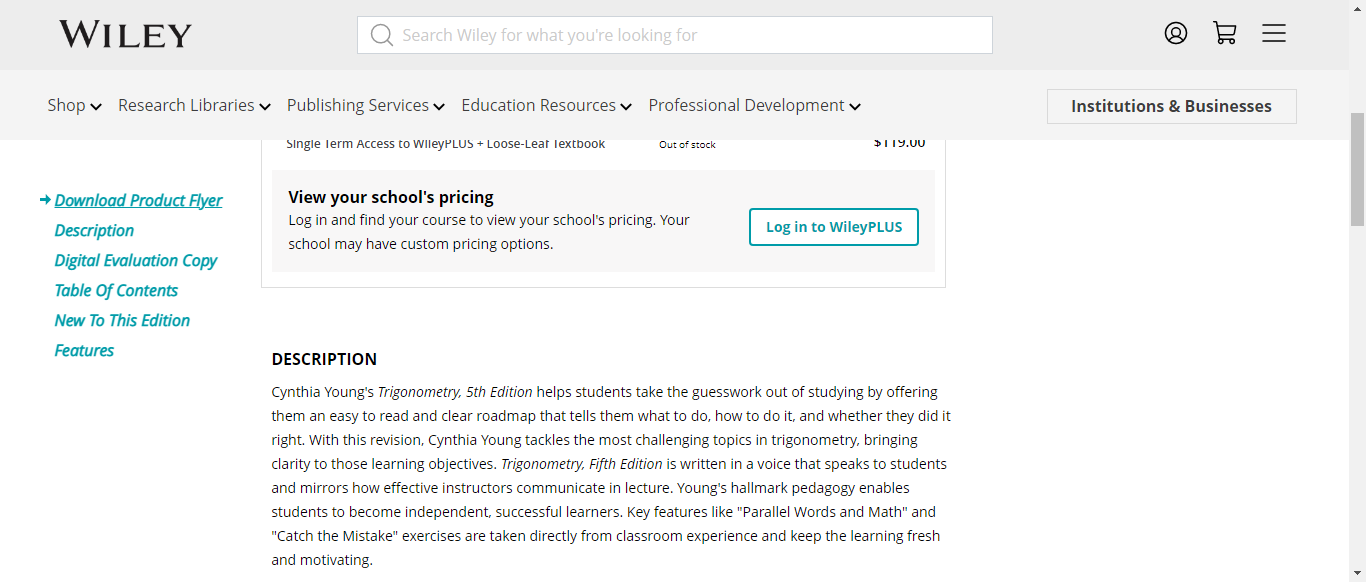 WILEY
Search Wiley for what you're looking for
Shop
Research Libraries
Publishing Services
Education Resources
Professional Development
Institutions & Businesses
Single Term Access to WileyPLUS + Loose-Leaf Textbook
Out of stock
$119.00
Download Product Flyer
Description
Digital Evaluation Copy
Table Of Contents
New To This Edition
Features
View your school's pricing
Log in and find your course to view your school's pricing. Your
school may have custom pricing options.
Log in to WileyPLUS
DESCRIPTION
Cynthia Young's Trigonometry, 5th Edition helps students take the guesswork out of studying by offering
them an easy to read and clear roadmap that tells them what to do, how to do it, and whether they did it
right. With this revision, Cynthia Young tackles the most challenging topics in trigonometry, bringing
clarity to those learning objectives. Trigonometry, Fifth Edition is written in a voice that speaks to students
and mirrors how effective instructors communicate in lecture. Young's hallmark pedagogy enables
students to become independent, successful learners. Key features like "Parallel Words and Math" and
"Catch the Mistake" exercises are taken directly from classroom experience and keep the learning fresh
and motivating.